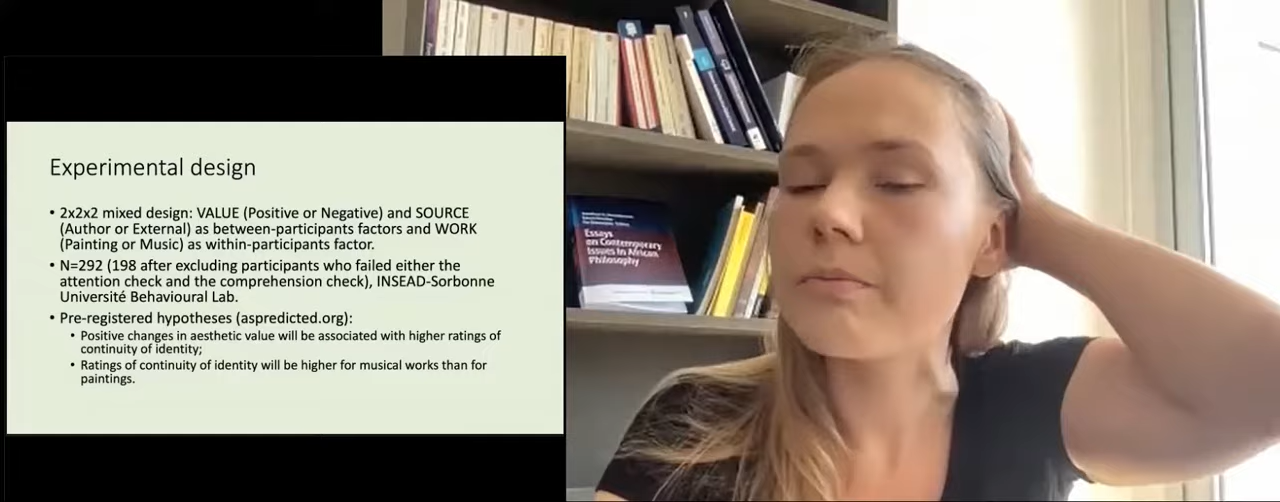 Experimental design
• 2x2x2 mixed design: VALUE (Positive or Negative) and SOURCE
(Author or External) as between-participants factors and WORK
(Painting or Music) as within-participants factor.
• N=292 (198 after excluding participants who failed either the
attention check and the comprehension check), INSEAD-Sorbonne
Université Behavioural Lab.
• Pre-registered hypotheses (aspredicted.org):
• Positive changes in aesthetic value will be associated with higher ratings of
continuity of identity;
• Ratings of continuity of identity will be higher for musical works than for
paintings.
Essays
on Contemporary
Issues in African
Philosophy